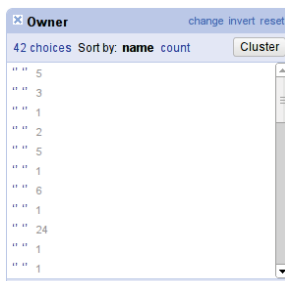 Owner change invert reset
42 choices Sort by: name count Cluster
" " 5
" " 3
" " 1
" " 2
" " 5
" " 1
" " 6
" " 1
" " 24
" " 1
" " 1